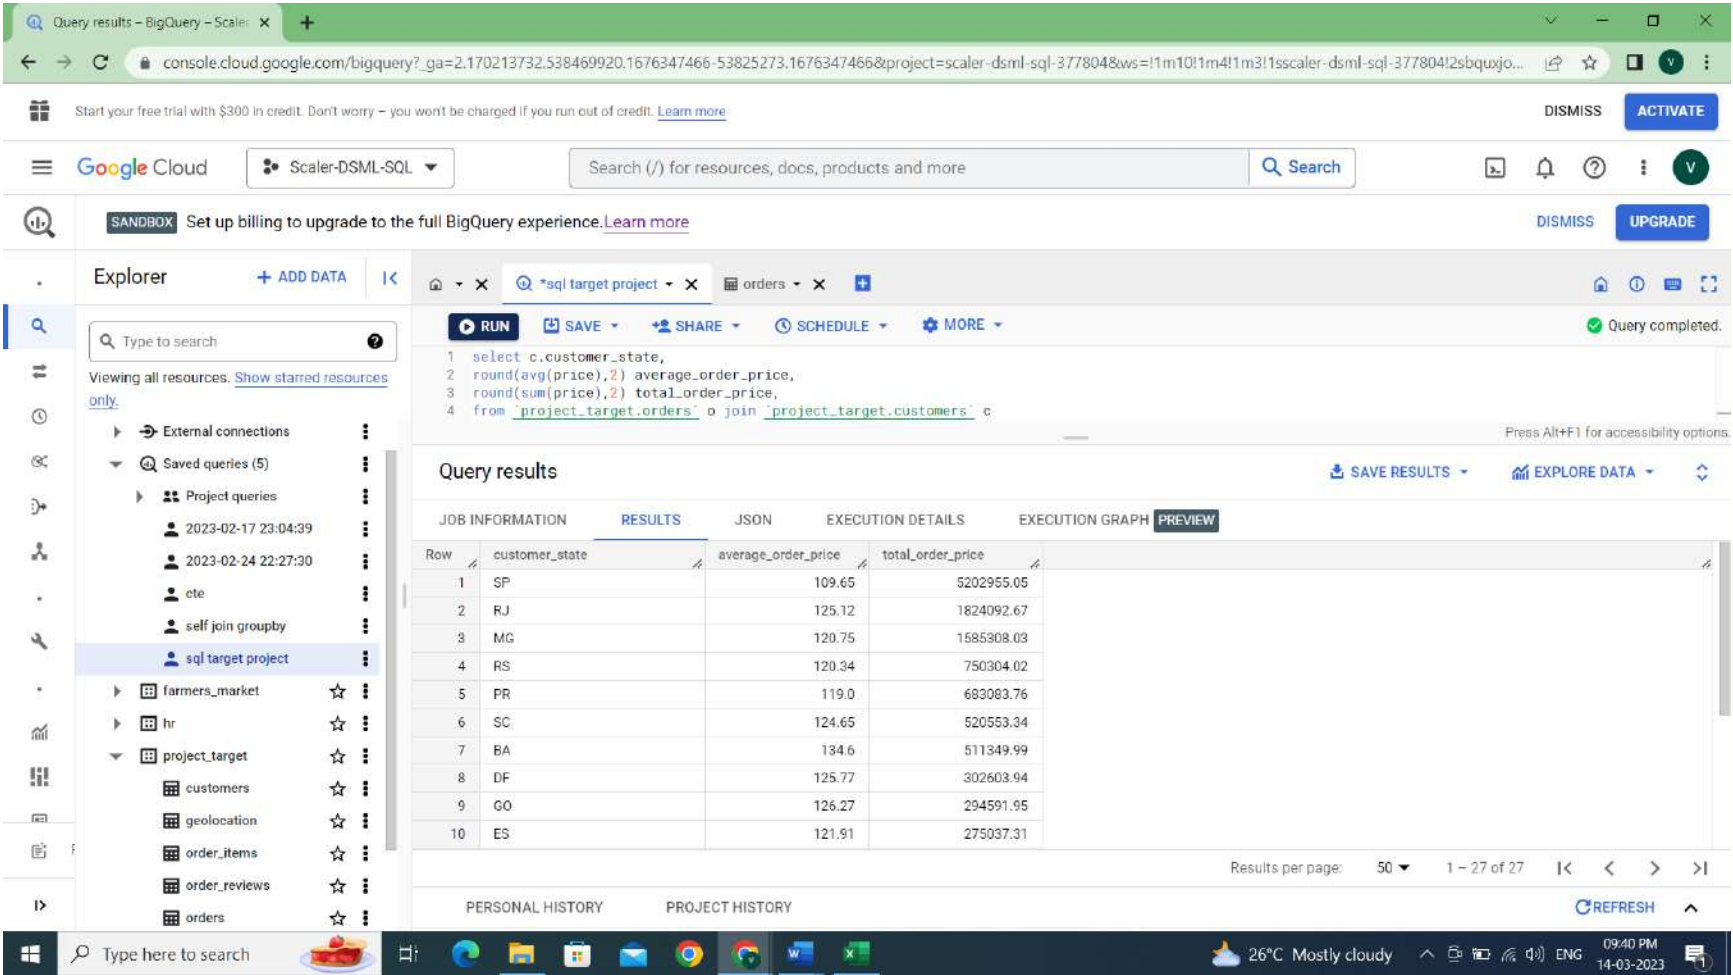 Query results – BigQuery – Scaler
console.cloud.google.com/bigquery?_ga=2.170213732.538469920.1676347466-53825273.1676347466&project=scaler-dsml-sql-377804&ws=!1m10!1m4!1m3!1sscaler-dsml-sql-377804!2sbquxjo...
V
Start your free trial with $300 in credit. Don't worry – you won't be charged if you run out of credit. Learn more
DISMISS
ACTIVATE
Google Cloud
Scaler-DSML-SQL
Search (/) for resources, docs, products and more
Search
V
SANDBOX Set up billing to upgrade to the full BigQuery experience. Learn more
DISMISS
UPGRADE
Explorer
+ ADD DATA
*sql target project
orders
RUN
SAVE
SHARE
SCHEDULE
MORE
Query completed.
Type to search
Viewing all resources. Show starred resources
only.
1 select c.customer_state,
2 round(avg(price),2) average_order_price,
3 round(sum(price),2) total_order_price,
4 from `project_target.orders` o join `project_target.customers` c
Press Alt+F1 for accessibility options.
External connections
Saved queries (5)
Project queries
2023-02-17 23:04:39
2023-02-24 22:27:30
cte
self join groupby
sql target project
farmers_market
hr
project_target
customers
geolocation
order_items
order_reviews
orders
Query results
SAVE RESULTS
EXPLORE DATA
JOB INFORMATION
RESULTS
JSON
EXECUTION DETAILS
EXECUTION GRAPH PREVIEW
Row customer_state average_order_price total_order_price
1 SP 109.65 5202955.05
2 RJ 125.12 1824092.67
3 MG 120.75 1585308.03
4 RS 120.34 750304.02
5 PR 119.0 683083.76
6 SC 124.65 520553.34
7 BA 134.6 511349.99
8 DF 125.77 302603.94
9 GO 126.27 294591.95
10 ES 121.91 275037.31
Results per page: 50 1 – 27 of 27
PERSONAL HISTORY
PROJECT HISTORY
REFRESH
Type here to search
26°C Mostly cloudy
ENG
09:40 PM
14-03-2023
1